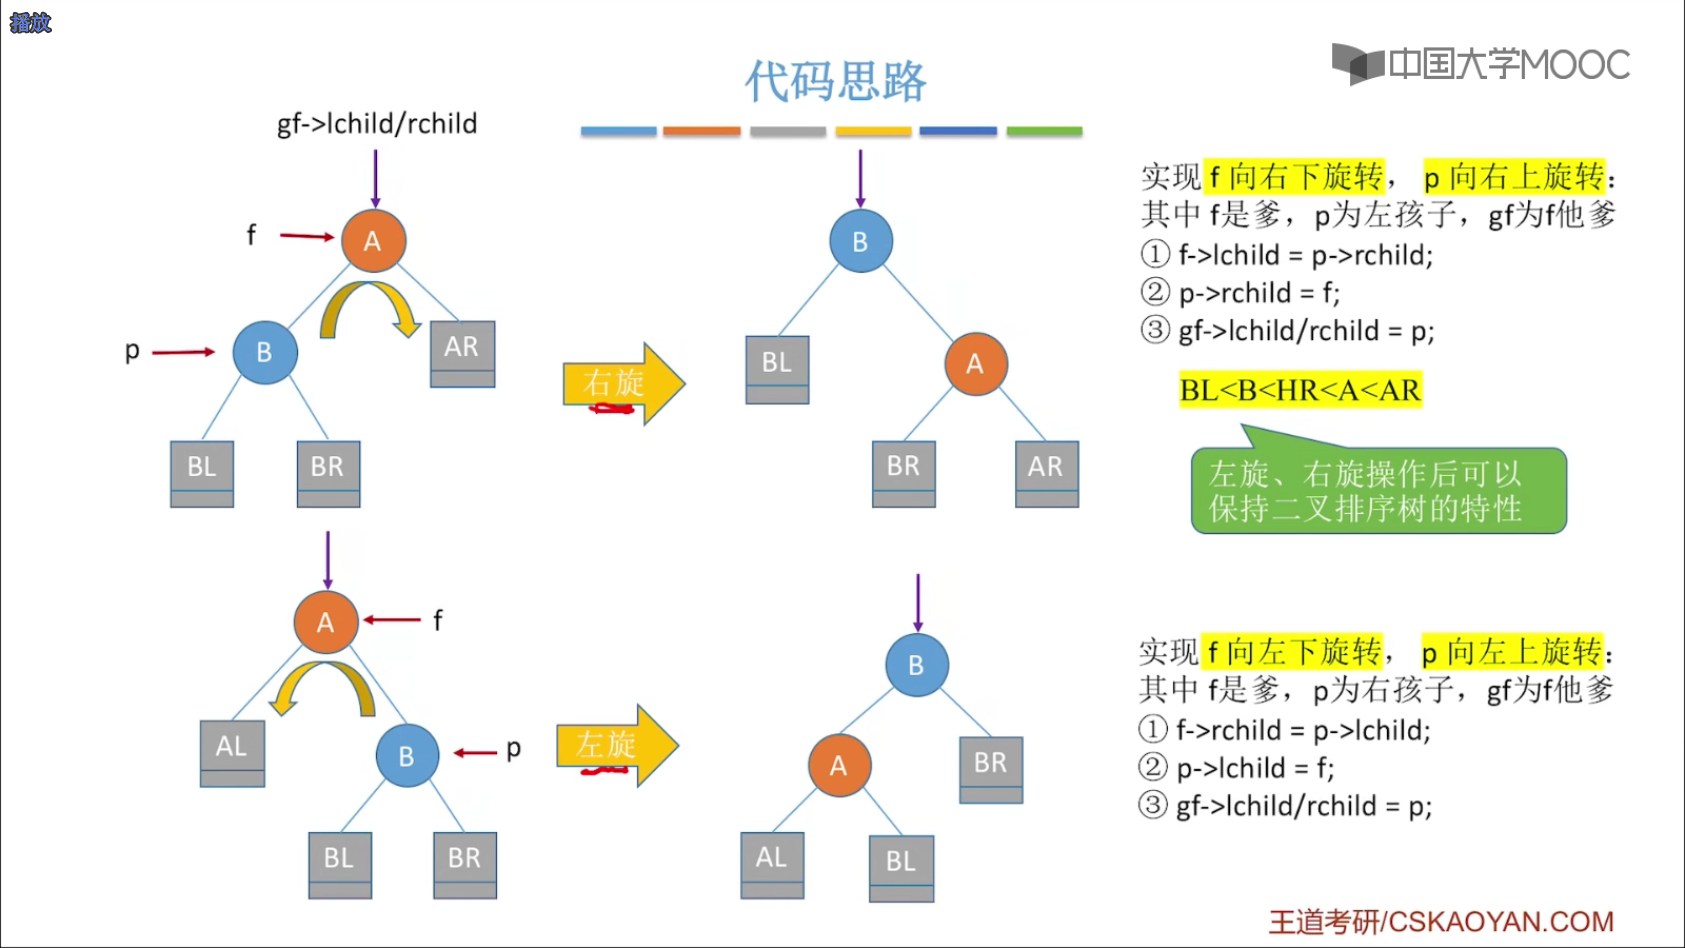 播放
中国大学MOOC
代码思路
gf->lchild/rchild
f
A
p
B
AR
BL
BR
右旋
B
BL
A
BR
AR
实现 f 向右下旋转， p 向右上旋转：
其中 f是爹，p为左孩子，gf为f他爹
① f->lchild = p->rchild;
② p->rchild = f;
③ gf->lchild/rchild = p;
BL<B<HR<A<AR
左旋、右旋操作后可以
保持二叉排序树的特性
A
f
AL
B
p
BL
BR
左旋
B
A
BR
AL
BL
实现 f 向左下旋转， p 向左上旋转：
其中 f是爹，p为右孩子，gf为f他爹
① f->rchild = p->lchild;
② p->lchild = f;
③ gf->lchild/rchild = p;
王道考研/CSKAOYAN.COM